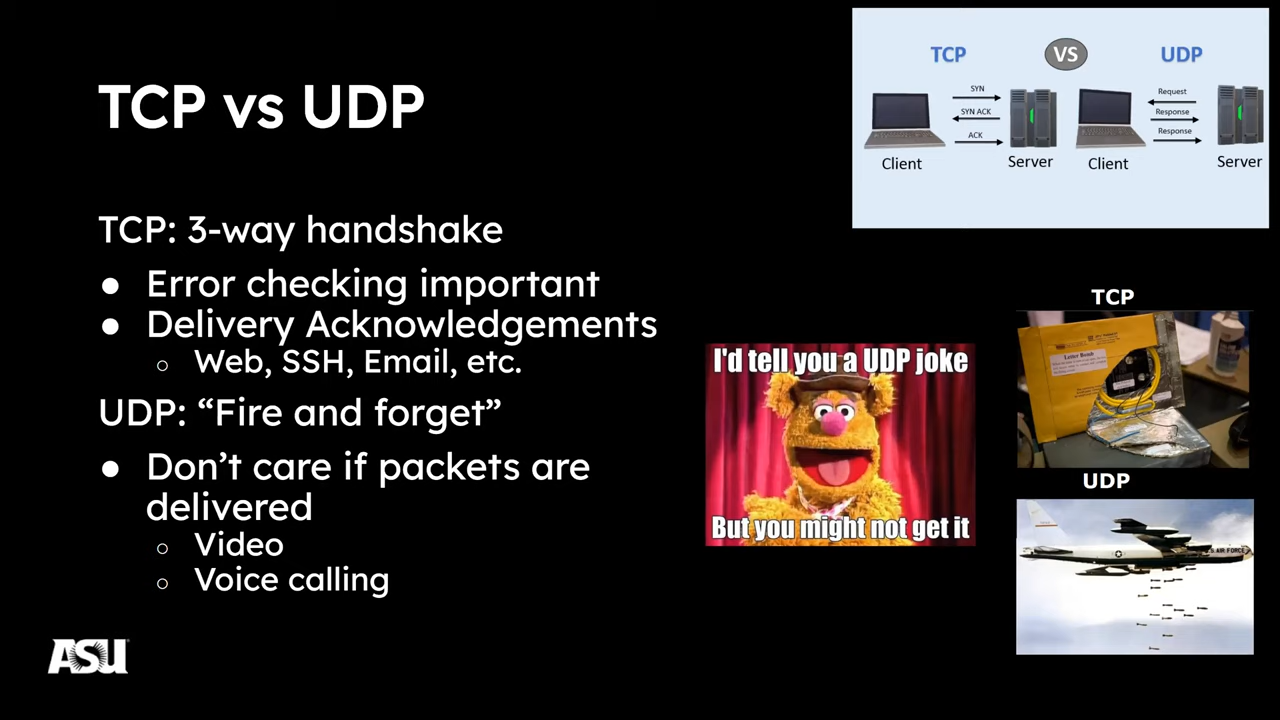 TCP vs UDP
TCP: 3-way handshake
● Error checking important
● Delivery Acknowledgements
○ Web, SSH, Email, etc.
UDP: “Fire and forget”
● Don’t care if packets are
delivered
○ Video
○ Voice calling
ASU
TCP VS UDP
SYN
SYN ACK
ACK
Client
Server
Request
Response
Response
Client
Server
I'd tell you a UDP joke
But you might not get it
TCP
Letter Bomb
UDP
U.S. AIR FORCE